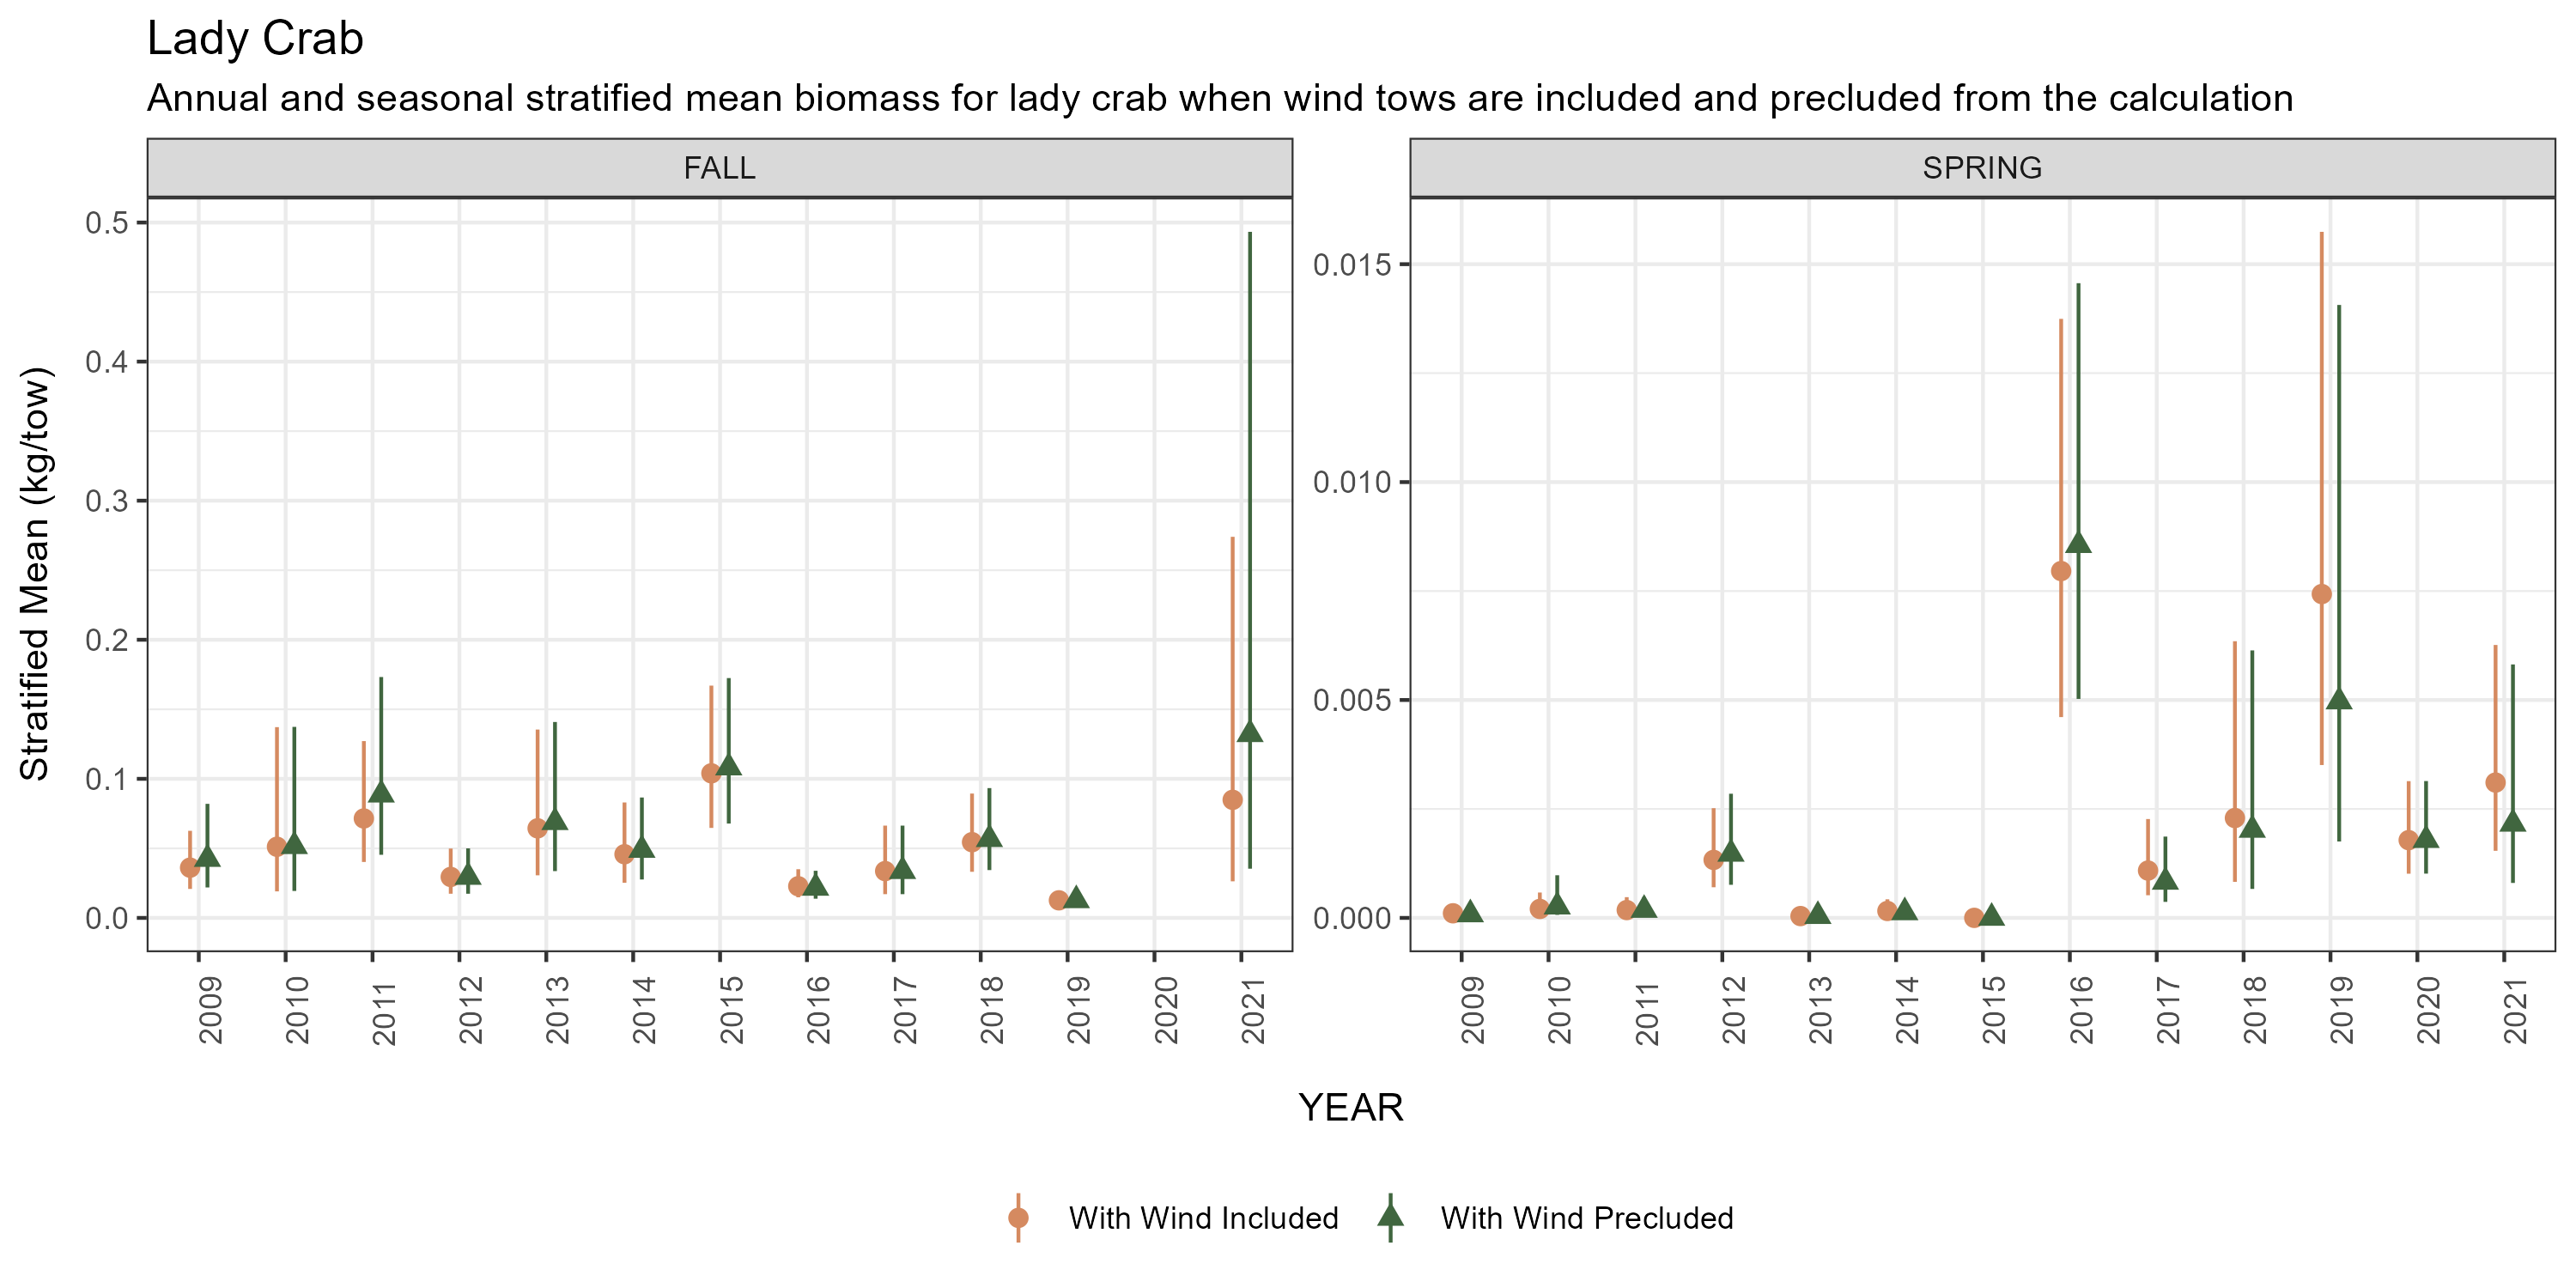 Lady Crab
Annual and seasonal stratified mean biomass for lady crab when wind tows are included and precluded from the calculation
FALL
SPRING
Stratified Mean (kg/tow)
0.5
0.4
0.3
0.2
0.1
0.0
0.015
0.010
0.005
0.000
2009 2010 2011 2012 2013 2014 2015 2016 2017 2018 2019 2020 2021
2009 2010 2011 2012 2013 2014 2015 2016 2017 2018 2019 2020 2021
YEAR
With Wind Included With Wind Precluded